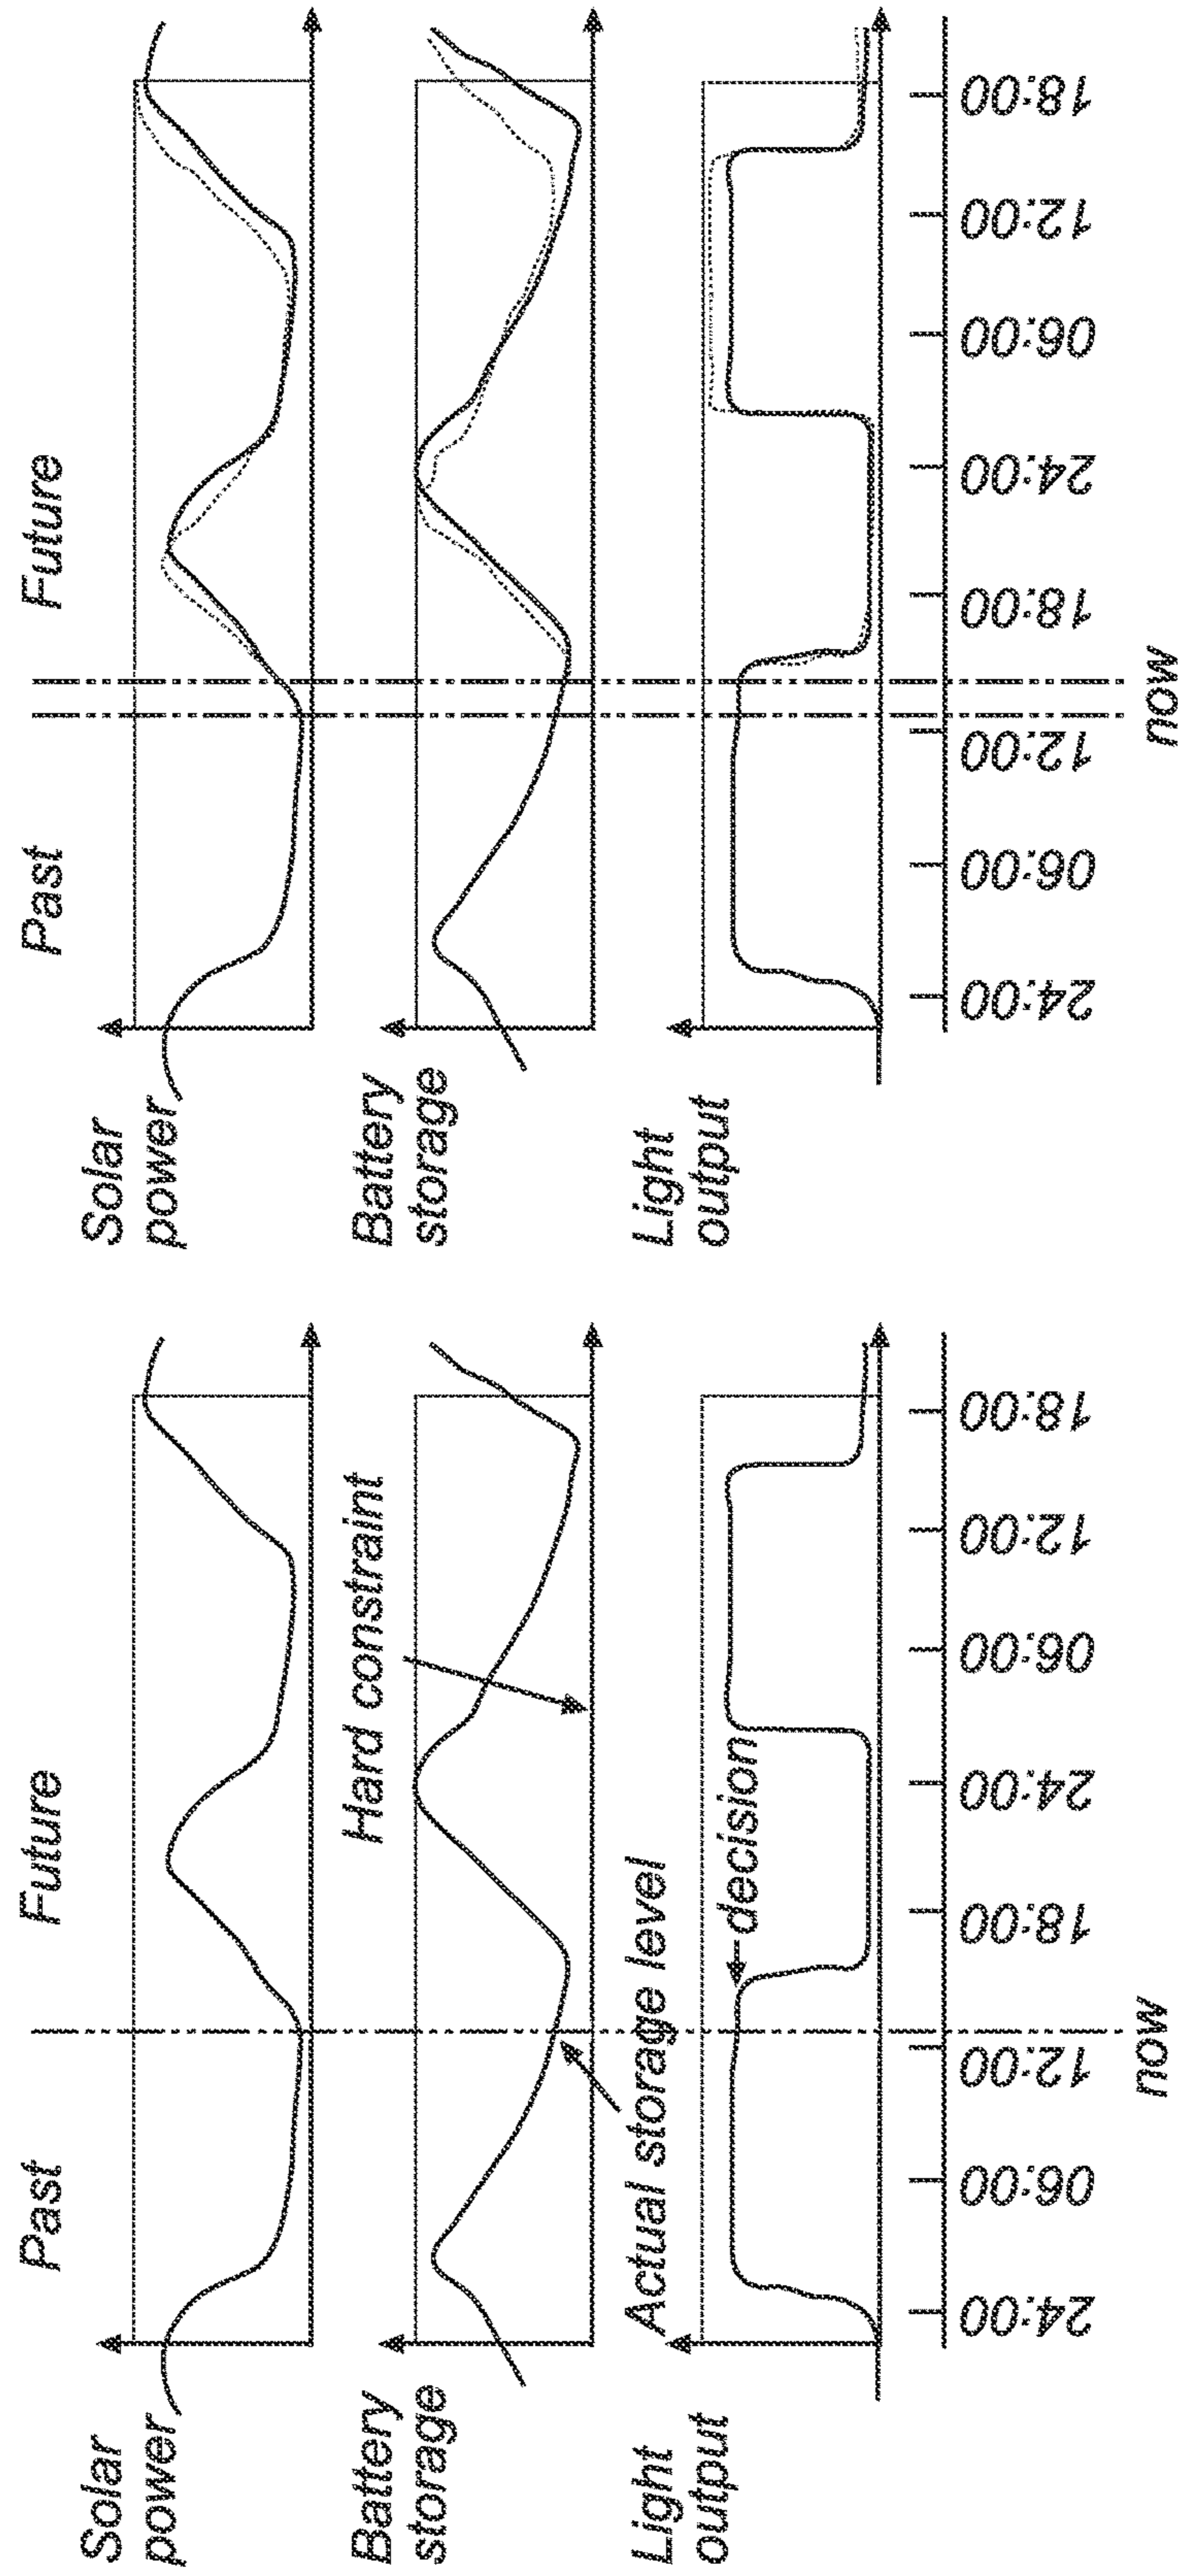 Past
Future
Solar
power
Battery
storage
Hard constraint
Actual storage level
Light
output
decision
24:00
06:00
12:00
18:00
24:00
06:00
12:00
18:00
now
Past
Future
Solar
power
Battery
storage
Light
output
24:00
06:00
12:00
18:00
24:00
06:00
12:00
18:00
now